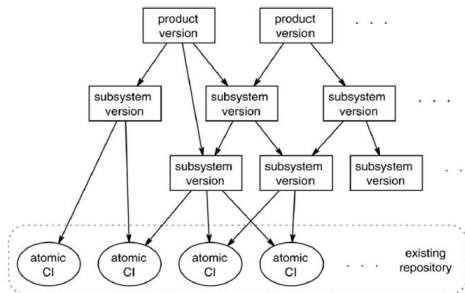 product
version
product
version
. . .
subsystem
version
subsystem
version
subsystem
version
. . .
subsystem
version
subsystem
version
subsystem
version
. .
atomic
CI
atomic
CI
atomic
CI
atomic
CI
. . .
existing
repository